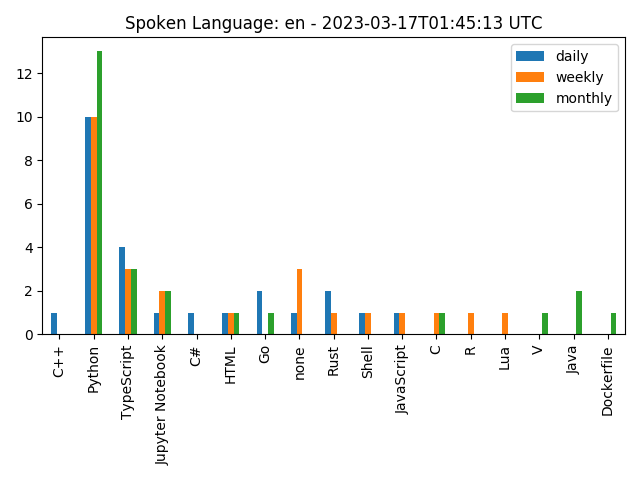 Spoken Language: en - 2023-03-17T01:45:13 UTC
daily
weekly
monthly
12
10
8
6
4
2
0
C++
Python
TypeScript
Jupyter Notebook
C#
HTML
Go
none
Rust
Shell
JavaScript
C
R
Lua
V
Java
Dockerfile